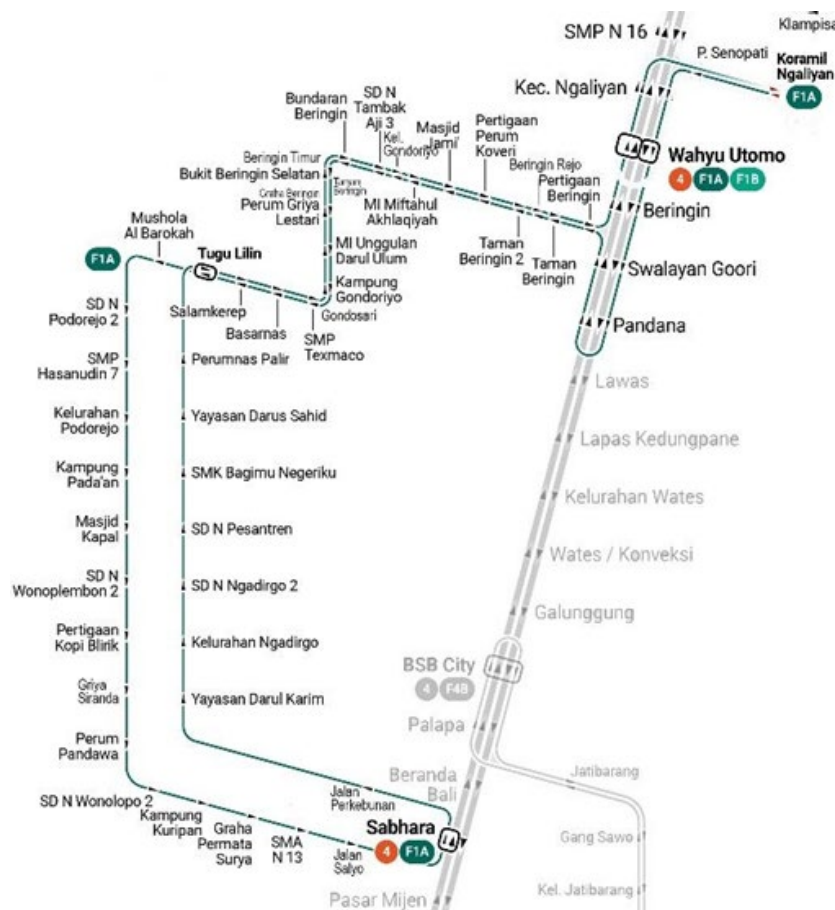 Klampisa
SMP N 16
P. Senopati
Koramil
Ngaliyan
F1A
Kec. Ngaliyan
SD N
Tambak
Aji 3
Bundaran
Beringin
Kel.
Gondoriyo
Masjid
Jami'
Pertigaan
Perum
Koveri
Beringin Rejo
Pertigaan
Beringin
Wahyu Utomo
4 F1A F1B
Beringin Timur
Bukit Beringin Selatan
Graha Beringin
Taman
Beringin
Perum Griya
Lestari
MI Miftahul
Akhlaqiyah
Beringin
Mushola
Al Barokah
F1A
Tugu Lilin
MI Unggulan
Darul Ulum
Taman
Beringin 2
Taman
Beringin
Swalayan Goori
Kampung
Gondoriyo
Salamkerep
Gondosari
Basarnas
SMP
Texmaco
Pandana
SD N
Podorejo 2
SMP
Hasanudin 7
Perumnas Palir
Lawas
Kelurahan
Podorejo
Yayasan Darus Sahid
Lapas Kedungpane
Kampung
Pada'an
SMK Bagimu Negeriku
Kelurahan Wates
Masjid
Kapal
SD N Pesantren
Wates / Konveksi
SD N
Wonoplembon 2
SD N Ngadirgo 2
Galunggung
Pertigaan
Kopi Blirik
Kelurahan Ngadirgo
BSB City
4 F4B
Griya
Siranda
Yayasan Darul Karim
Palapa
Perum
Pandawa
Beranda
Bali
Jatibarang
SD N Wonolopo 2
Kampung
Kuripan
Graha
Permata
Surya
SMA
N 13
Jalan
Perkebunan
Sabhara
4 F1A
Jalan
Salyo
Gang Sawo
Pasar Mijen
Kel. Jatibarang